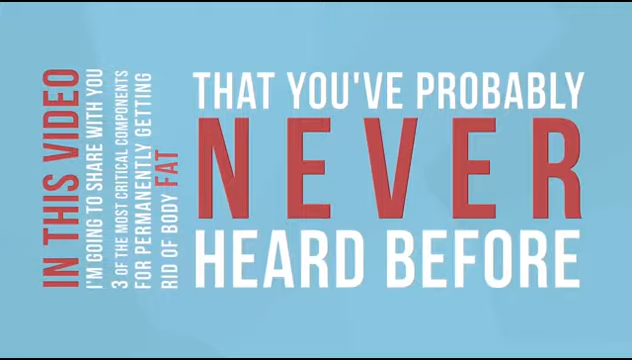 IN THIS VIDEO
I'M GOING TO SHARE WITH YOU
3 OF THE MOST CRITICAL COMPONENTS
FOR PERMANENTLY GETTING
RID OF BODY FAT
THAT YOU'VE PROBABLY
NEVER
HEARD BEFORE